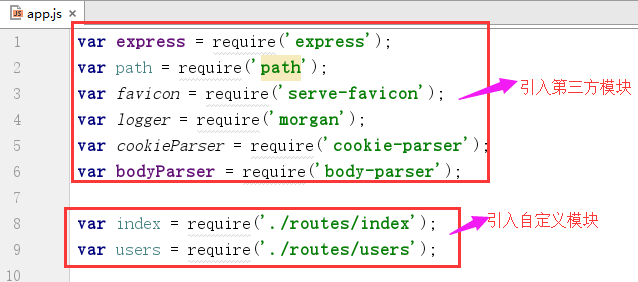 app.js
1 var express = require('express'); 
2 var path = require('path');
3 var favicon = require('serve-favicon');
引入第三方模块
4 var logger = require('morgan');
5 var cookieParser = require('cookie-parser');
6 var bodyParser = require('body-parser');
7
8 var index = require('./routes/index');
引入自定义模块
9 var users = require('./routes/users');
10